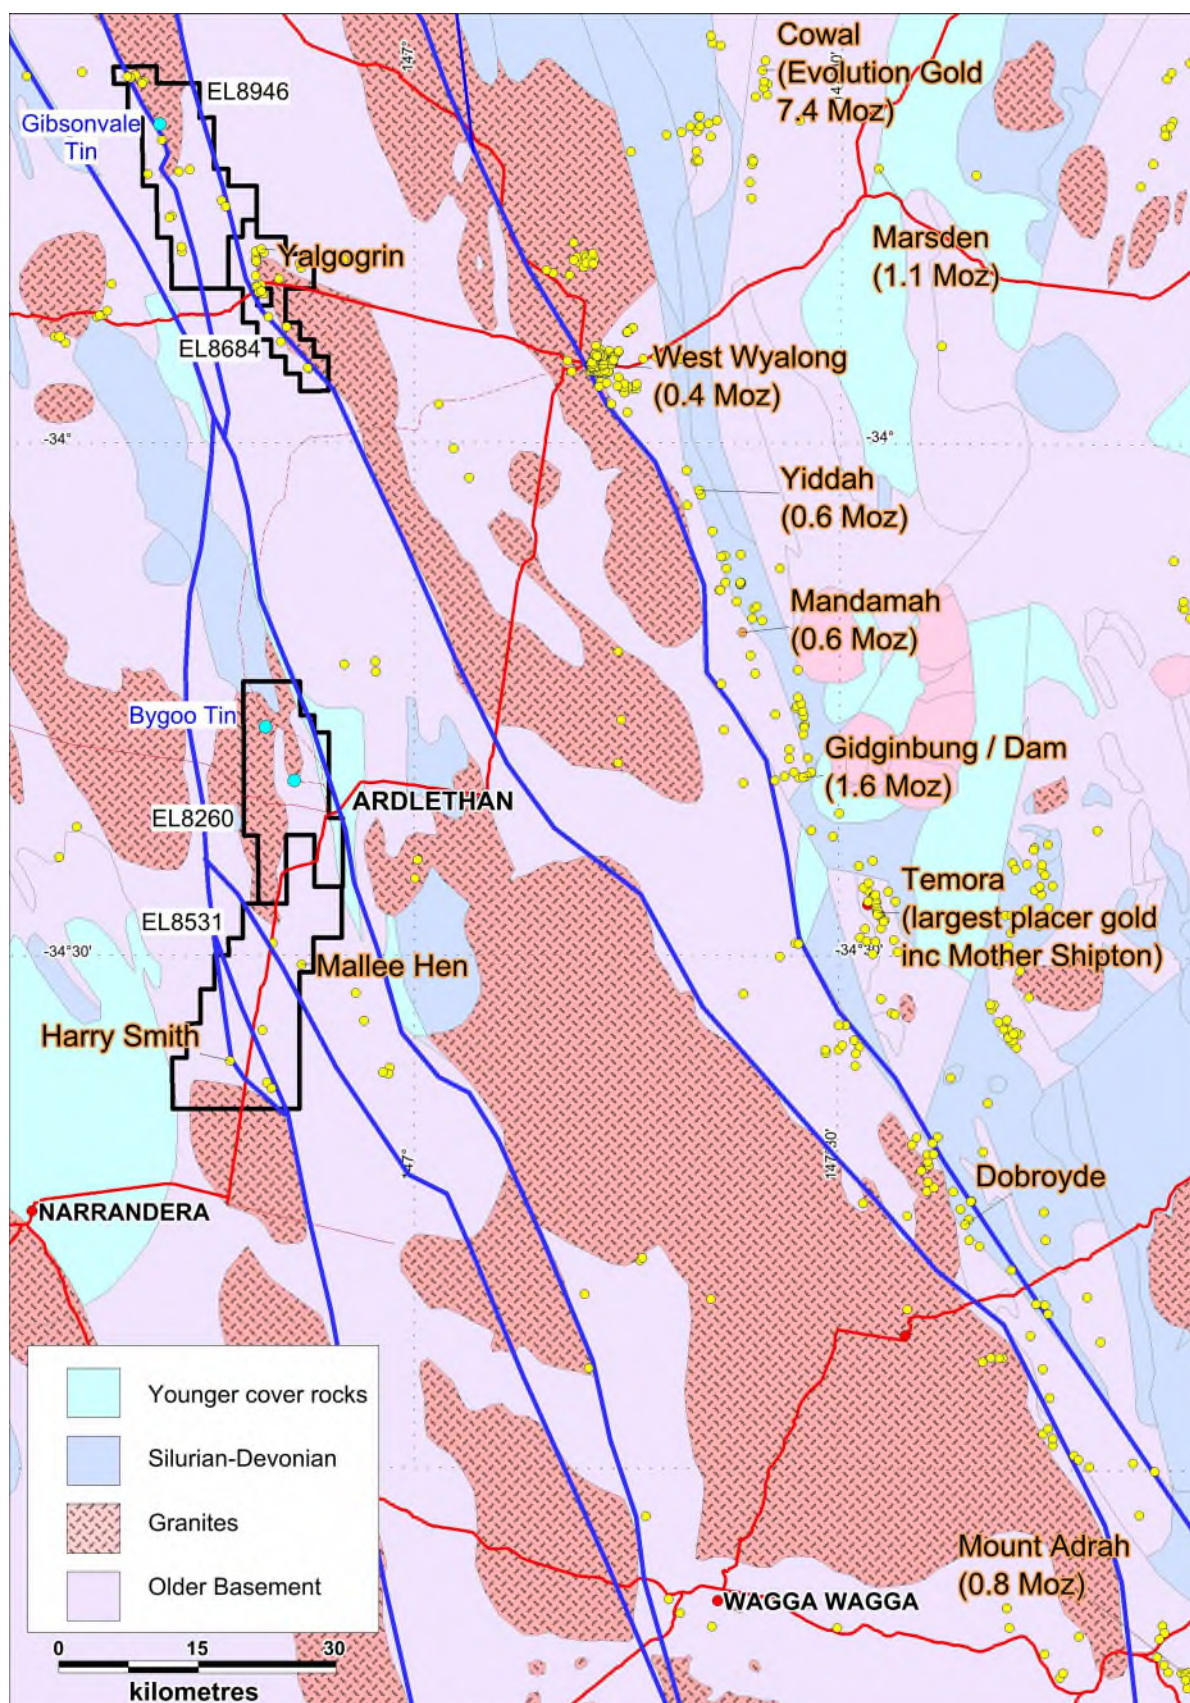 Cowal
(Evolution Gold
7.4 Moz)
147°
EL8946
Gibsonvale
Tin
Yalgogrin
Marsden
(1.1 Moz)
EL8684
West Wyalong
(0.4 Moz)
-34°
-34°
Yiddah
(0.6 Moz)
Mandamah
(0.6 Moz)
Bygoo Tin
Gidginbung / Dam
(1.6 Moz)
ARDLETHAN
EL8260
Temora
(largest placer gold
inc Mother Shipton)
EL8531
-34°30'
-34°30'
Mallee Hen
Harry Smith
147°
147°30'
Dobroyde
NARRANDERA
Younger cover rocks
Silurian-Devonian
Granites
Older Basement
Mount Adrah
(0.8 Moz)
WAGGA WAGGA
0 15 30
kilometres